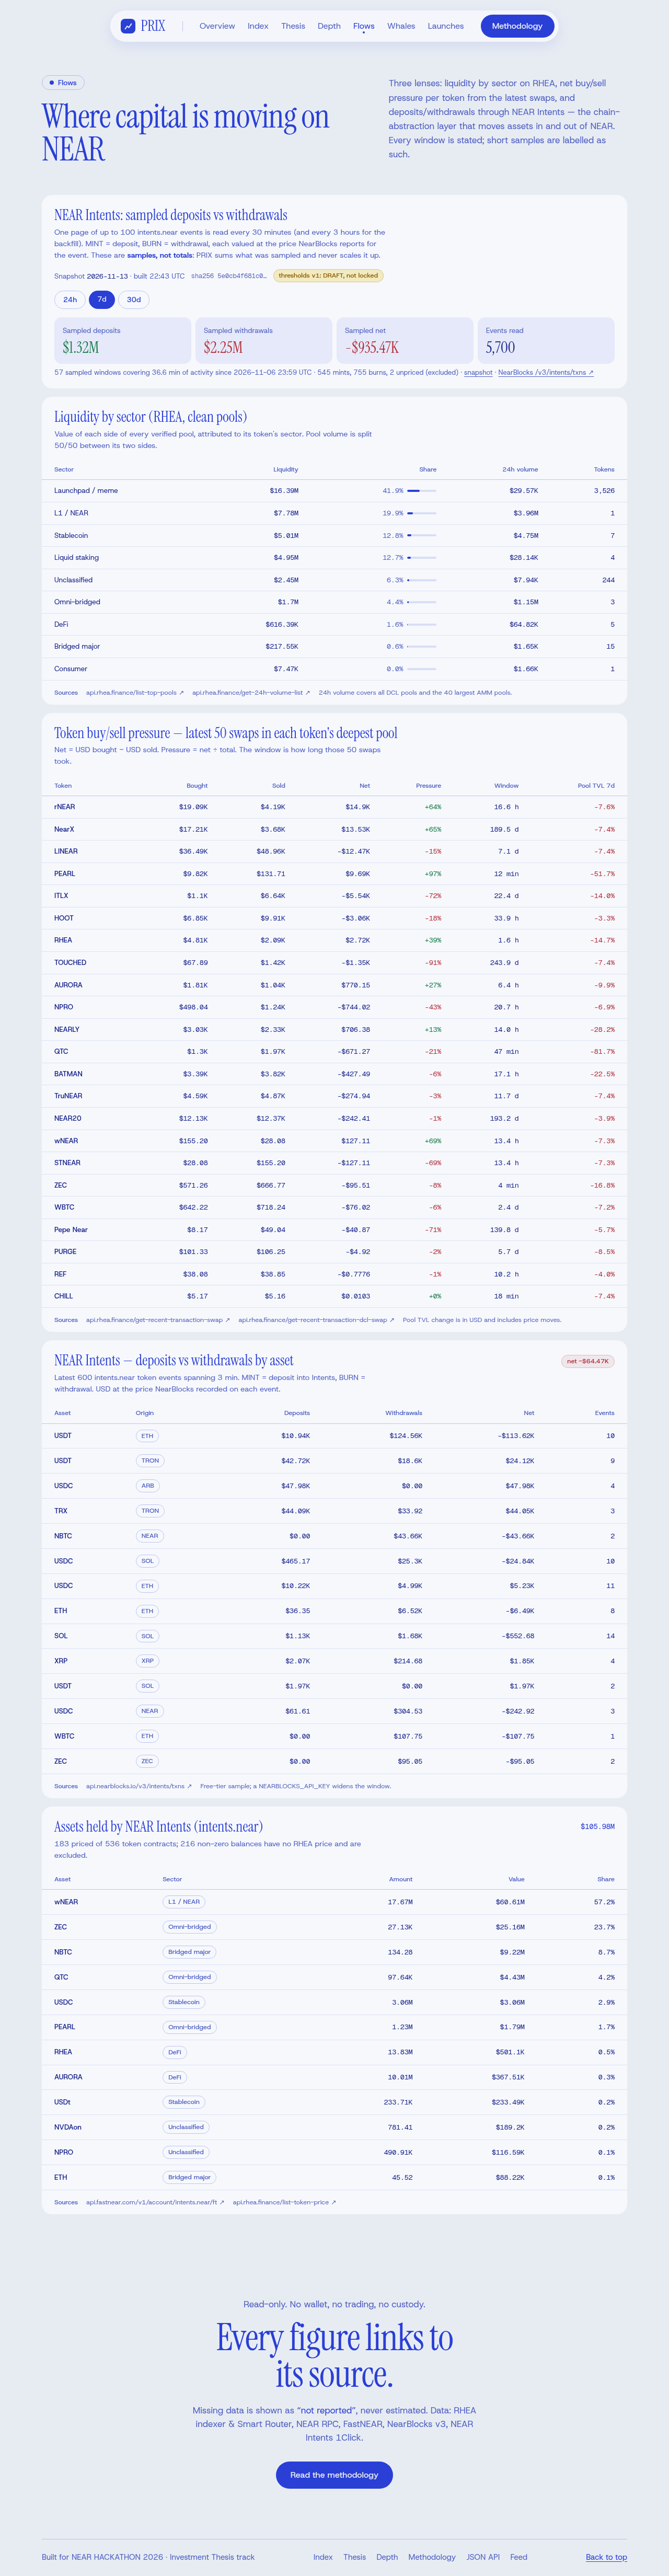 PRIX Overview Index Thesis Depth Flows Whales Launches Methodology
Flows
Where capital is moving on
NEAR
Three lenses: liquidity by sector on RHEA, net buy/sell
pressure per token from the latest swaps, and
deposits/withdrawals through NEAR Intents — the chain-
abstraction layer that moves assets in and out of NEAR.
Every window is stated; short samples are labelled as
such.
NEAR Intents: sampled deposits vs withdrawals
One page of up to 100 intents.near events is read every 30 minutes (and every 3 hours for the
backfill). MINT = deposit, BURN = withdrawal, each valued at the price NearBlocks reports for
the event. These are samples, not totals: PRIX sums what was sampled and never scales it up.
Snapshot 2026-11-13 · built 22:43 UTC sha256 5e0cb4f681c0… thresholds v1: DRAFT, not locked
24h 7d 30d
Sampled deposits Sampled withdrawals Sampled net Events read
$1.32M $2.25M -$935.47K 5,700
57 sampled windows covering 36.6 min of activity since 2026-11-06 23:59 UTC · 545 mints, 755 burns, 2 unpriced (excluded) · snapshot · NearBlocks /v3/intents/txns ↗
Liquidity by sector (RHEA, clean pools)
Value of each side of every verified pool, attributed to its token's sector. Pool volume is split
50/50 between its two sides.
Sector Liquidity Share 24h volume Tokens
Launchpad / meme $16.39M 41.9% $29.57K 3,526
L1 / NEAR $7.78M 19.9% $3.96M 1
Stablecoin $5.01M 12.8% $4.75M 7
Liquid staking $4.95M 12.7% $28.14K 4
Unclassified $2.45M 6.3% $7.94K 244
Omni-bridged $1.7M 4.4% $1.15M 3
DeFi $616.39K 1.6% $64.82K 5
Bridged major $217.55K 0.6% $1.65K 15
Consumer $7.47K 0.0% $1.66K 1
Sources api.rhea.finance/list-top-pools ↗ api.rhea.finance/get-24h-volume-list ↗ 24h volume covers all DCL pools and the 40 largest AMM pools.
Token buy/sell pressure — latest 50 swaps in each token's deepest pool
Net = USD bought − USD sold. Pressure = net ÷ total. The window is how long those 50 swaps
took.
Token Bought Sold Net Pressure Window Pool TVL 7d
rNEAR $19.09K $4.19K $14.9K +64% 16.6 h -7.6%
NearX $17.21K $3.68K $13.53K +65% 189.5 d -7.4%
LINEAR $36.49K $48.96K -$12.47K -15% 7.1 d -7.4%
PEARL $9.82K $131.71 $9.69K +97% 12 min -51.7%
ITLX $1.1K $6.64K -$5.54K -72% 22.4 d -14.0%
HOOT $6.85K $9.91K -$3.06K -18% 33.9 h -3.3%
RHEA $4.81K $2.09K $2.72K +39% 1.6 h -14.7%
TOUCHED $67.89 $1.42K -$1.35K -91% 243.9 d -7.4%
AURORA $1.81K $1.04K $770.15 +27% 6.4 h -9.9%
NPRO $498.04 $1.24K -$744.02 -43% 20.7 h -6.9%
NEARLY $3.03K $2.33K $706.38 +13% 14.0 h -28.2%
QTC $1.3K $1.97K -$671.27 -21% 47 min -81.7%
BATMAN $3.39K $3.82K -$427.49 -6% 17.1 h -22.5%
TruNEAR $4.59K $4.87K -$274.94 -3% 11.7 d -7.4%
NEAR20 $12.13K $12.37K -$242.41 -1% 193.2 d -3.9%
wNEAR $155.20 $28.08 $127.11 +69% 13.4 h -7.3%
STNEAR $28.08 $155.20 -$127.11 -69% 13.4 h -7.3%
ZEC $571.26 $666.77 -$95.51 -8% 4 min -16.8%
WBTC $642.22 $718.24 -$76.02 -6% 2.4 d -7.2%
Pepe Near $8.17 $49.04 -$40.87 -71% 139.8 d -5.7%
PURGE $101.33 $106.25 -$4.92 -2% 5.7 d -8.5%
REF $38.08 $38.85 -$0.7776 -1% 10.2 h -4.0%
CHILL $5.17 $5.16 $0.0103 +0% 18 min -7.4%
Sources api.rhea.finance/get-recent-transaction-swap ↗ api.rhea.finance/get-recent-transaction-dcl-swap ↗ Pool TVL change is in USD and includes price moves.
NEAR Intents — deposits vs withdrawals by asset net -$64.47K
Latest 600 intents.near token events spanning 3 min. MINT = deposit into Intents, BURN =
withdrawal. USD at the price NearBlocks recorded on each event.
Asset Origin Deposits Withdrawals Net Events
USDT ETH $10.94K $124.56K -$113.62K 10
USDT TRON $42.72K $18.6K $24.12K 9
USDC ARB $47.98K $0.00 $47.98K 4
TRX TRON $44.09K $33.92 $44.05K 3
NBTC NEAR $0.00 $43.66K -$43.66K 2
USDC SOL $465.17 $25.3K -$24.84K 10
USDC ETH $10.22K $4.99K $5.23K 11
ETH ETH $36.35 $6.52K -$6.49K 8
SOL SOL $1.13K $1.68K -$552.68 14
XRP XRP $2.07K $214.68 $1.85K 4
USDT SOL $1.97K $0.00 $1.97K 2
USDC NEAR $61.61 $304.53 -$242.92 3
WBTC ETH $0.00 $107.75 -$107.75 1
ZEC ZEC $0.00 $95.05 -$95.05 2
Sources api.nearblocks.io/v3/intents/txns ↗ Free-tier sample; a NEARBLOCKS_API_KEY widens the window.
Assets held by NEAR Intents (intents.near) $105.98M
183 priced of 536 token contracts; 216 non-zero balances have no RHEA price and are
excluded.
Asset Sector Amount Value Share
wNEAR L1 / NEAR 17.67M $60.61M 57.2%
ZEC Omni-bridged 27.13K $25.16M 23.7%
NBTC Bridged major 134.28 $9.22M 8.7%
QTC Omni-bridged 97.64K $4.43M 4.2%
USDC Stablecoin 3.06M $3.06M 2.9%
PEARL Omni-bridged 1.23M $1.79M 1.7%
RHEA DeFi 13.83M $501.1K 0.5%
AURORA DeFi 10.01M $367.51K 0.3%
USDt Stablecoin 233.71K $233.49K 0.2%
NVDAon Unclassified 781.41 $189.2K 0.2%
NPRO Unclassified 490.91K $116.59K 0.1%
ETH Bridged major 45.52 $88.22K 0.1%
Sources api.fastnear.com/v1/account/intents.near/ft ↗ api.rhea.finance/list-token-price ↗
Read-only. No wallet, no trading, no custody.
Every figure links to
its source.
Missing data is shown as “not reported”, never estimated. Data: RHEA
indexer & Smart Router, NEAR RPC, FastNEAR, NearBlocks v3, NEAR
Intents 1Click.
Read the methodology
Built for NEAR HACKATHON 2026 · Investment Thesis track Index Thesis Depth Methodology JSON API Feed Back to top